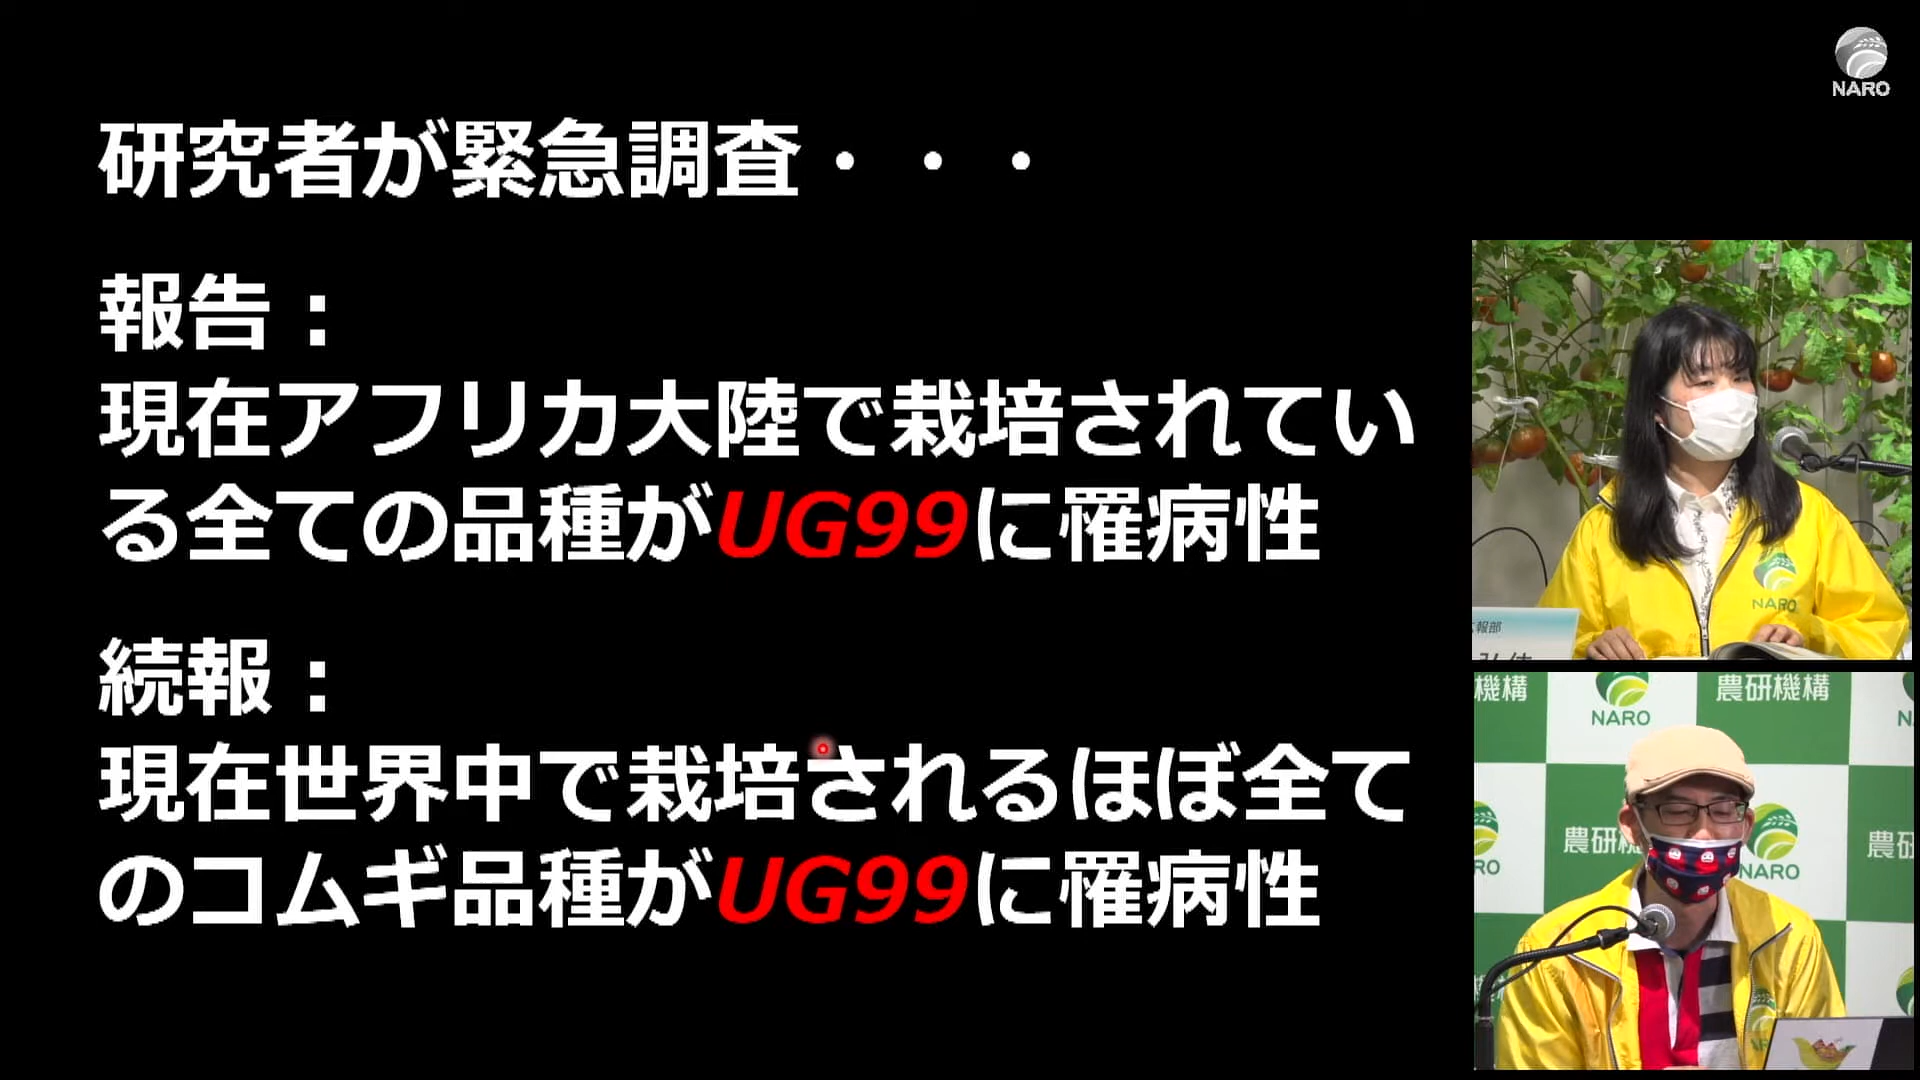 NARO
研究者が緊急調査・・・
報告：
現在アフリカ大陸で栽培されてい
る全ての品種がUG99に罹病性
続報：
現在世界中で栽培されるほぼ全て
のコムギ品種がUG99に罹病性
NARO
広報部
機構
NARO
農研機構
農研機構
NARO
農研